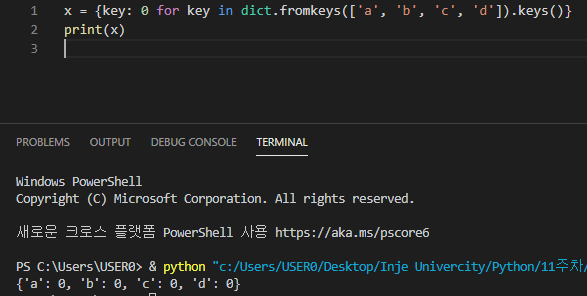 1 x = {key: 0 for key in dict.fromkeys(['a', 'b', 'c', 'd']).keys()}
2 print(x)
3
PROBLEMS OUTPUT DEBUG CONSOLE TERMINAL
Windows PowerShell
Copyright (C) Microsoft Corporation. All rights reserved.
새로운 크로스 플랫폼 PowerShell 사용 https://aka.ms/pscore6
PS C:\Users\USER0> & python "c:/Users/USER0/Desktop/Inje Univercity/Python/11주차/
{'a': 0, 'b': 0, 'c': 0, 'd': 0}